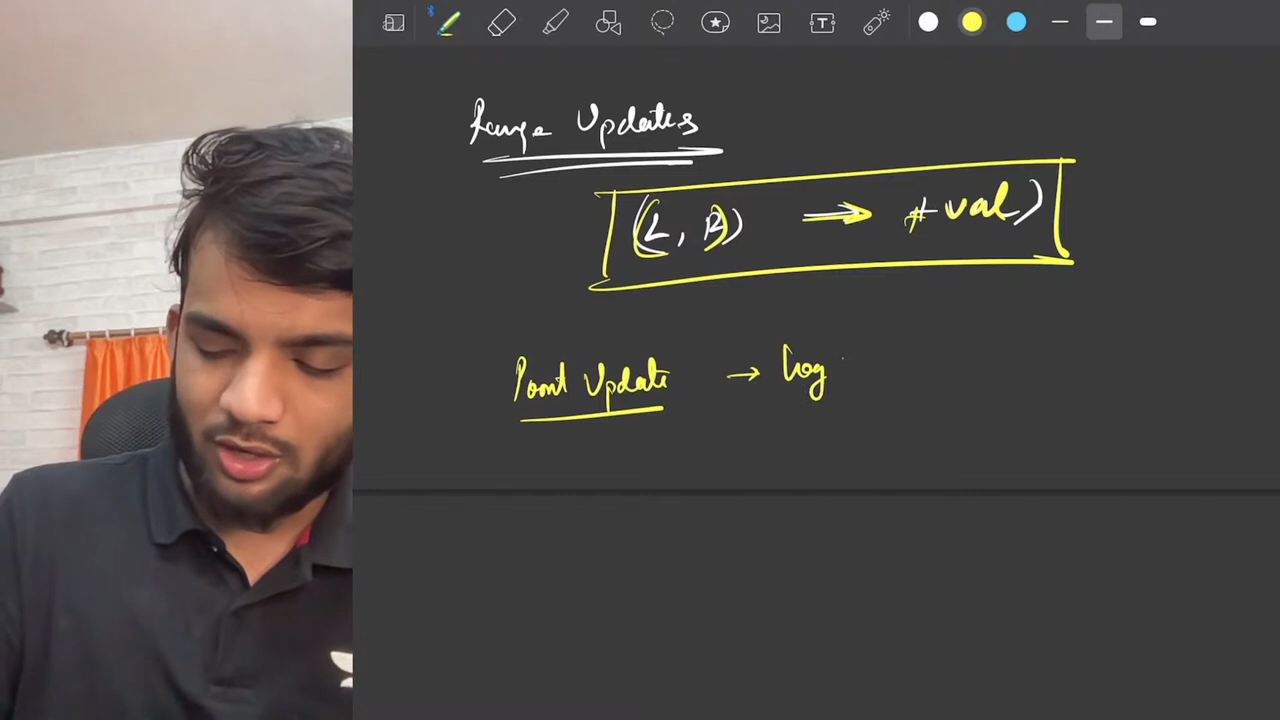 Range Updates
(L, R) → + val)
Point Update → Log